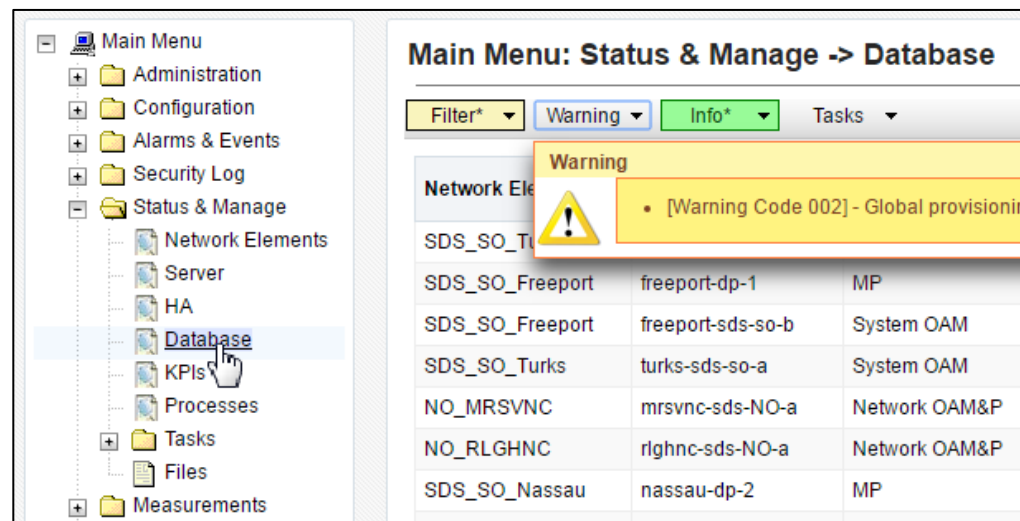 Main Menu
Administration
Configuration
Alarms & Events
Security Log
Status & Manage
Network Elements
Server
HA
Database
KPIs
Processes
Tasks
Files
Measurements
Main Menu: Status & Manage -> Database
Filter* Warning Info* Tasks
Warning
[Warning Code 002] - Global
Network
SDS_SO_Freeport freeport-dp-1 MP
SDS_SO_Freeport freeport-sds-so-b System OAM
SDS_SO_Turks turks-sds-so-a System OAM
NO_MRSVNC mrsvnc-sds-NO-a Network OAM&P
NO_RLGHNC rlghnc-sds-NO-a Network OAM&P
SDS_SO_Nassau nassau-dp-2 MP